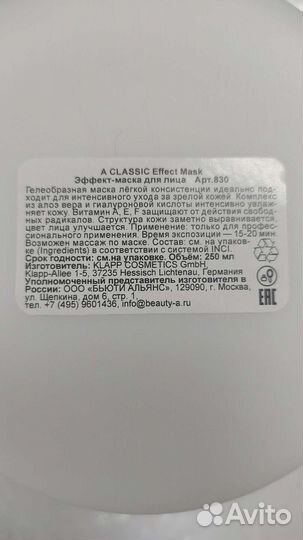 A CLASSIC Effect Mask
Эффект-маска для лица Арт.830
Гелеобразная маска лёгкой консистенции идеально под-
ходит для интенсивного ухода за зрелой кожей. Комплекс
из алоэ вера и гиалуроновой кислоты интенсивно увлаж-
няет кожу. Витамин А, Е, F защищают от действия свобод-
ных радикалов. Структура кожи заметно выравнивается,
цвет лица улучшается. Применение: только для профес-
сионального применения. Время экспозиции — 15-20 мин.
Возможен массаж по маске. Состав: см. на упаков-
ке (Ingredients) в соответствии с системой INCI.
Срок годности: см.на упаковке. Объём: 250 мл
Изготовитель: KLAPP COSMETICS GmbH,
Klapp-Allee 1-5, 37235 Hessisch Lichtenau, Германия
Уполномоченный представитель изготовителя в
России: ООО «БЬЮТИ АЛЬЯНС», 129090, г. Москва,
ул. Щепкина, дом 6, стр. 1,
тел. +7 (495) 9601436, info@beauty-a.ru
EAC
Avito